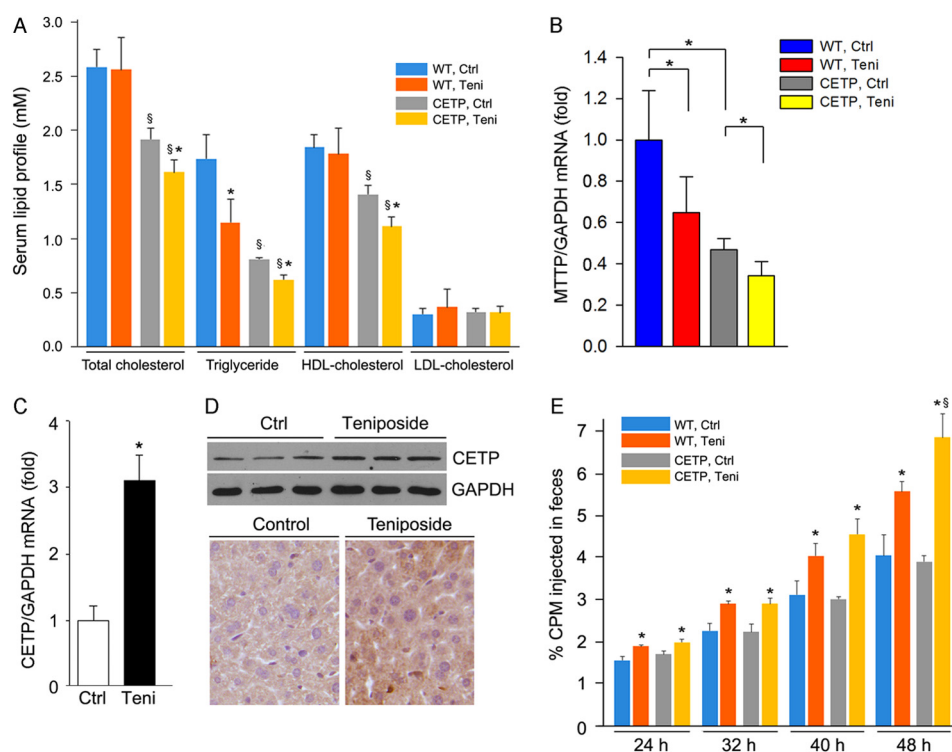 A
Serum lipid profile (mM)
3.0
2.5
2.0
1.5
1.0
0.5
0.0
WT, Ctrl
WT, Teni
CETP, Ctrl
CETP, Teni
§
§ *
*
§
§ *
§
§ *
Total cholesterol
Triglyceride
HDL-cholesterol
LDL-cholesterol
B
MTTP/GAPDH mRNA (fold)
1.4
1.2
1.0
0.8
0.6
0.4
0.2
0.0
WT, Ctrl
WT, Teni
CETP, Ctrl
CETP, Teni
*
*
*
C
CETP/GAPDH mRNA (fold)
4
3
2
1
0
*
Ctrl
Teni
D
Ctrl
Teniposide
CETP
GAPDH
Control
Teniposide
E
% CPM injected in feces
7
6
5
4
3
2
1
0
WT, Ctrl
WT, Teni
CETP, Ctrl
CETP, Teni
*
*
*
*
*
*
*
* §
24 h
32 h
40 h
48 h